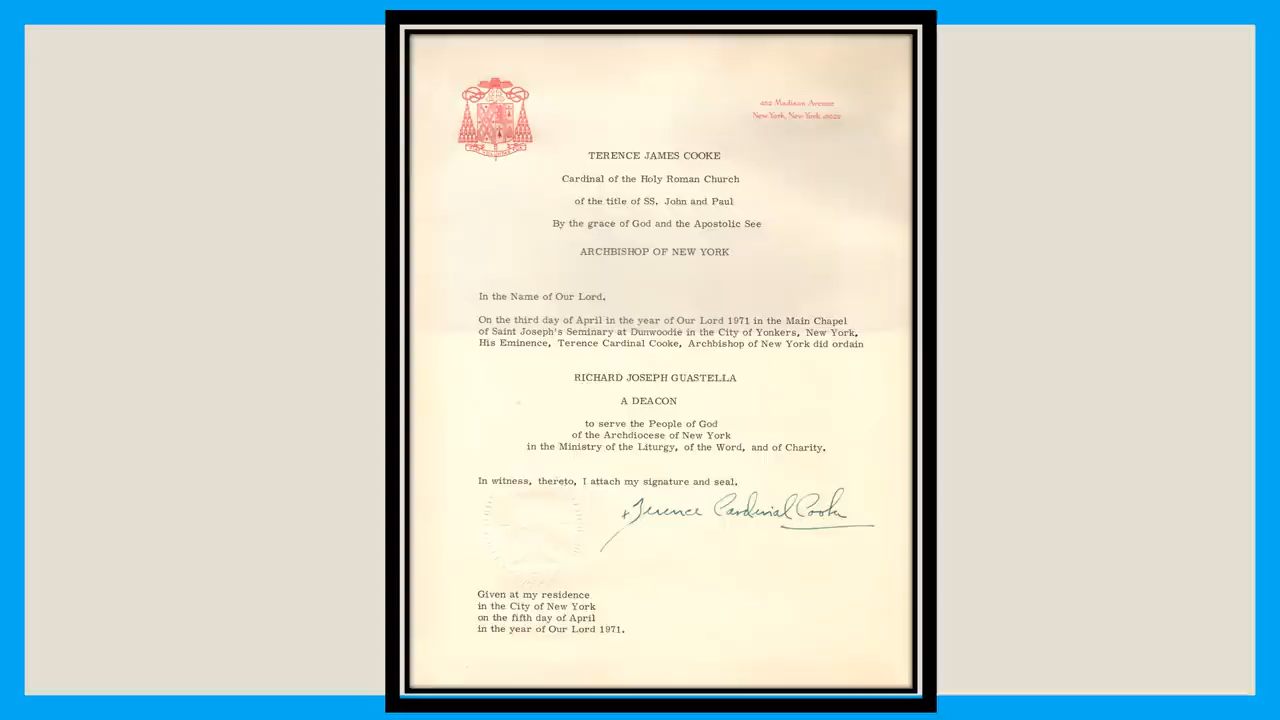 452 Madison Avenue
New York, New York 10022
TERENCE JAMES COOKE
Cardinal of the Holy Roman Church
of the title of SS. John and Paul
By the grace of God and the Apostolic See
ARCHBISHOP OF NEW YORK
In the Name of Our Lord.
On the third day of April in the year of Our Lord 1971 in the Main Chapel
of Saint Joseph's Seminary at Dunwoodie in the City of Yonkers, New York,
His Eminence, Terence Cardinal Cooke, Archbishop of New York did ordain
RICHARD JOSEPH GUASTELLA
A DEACON
to serve the People of God
of the Archdiocese of New York
in the Ministry of the Liturgy, of the Word, and of Charity.
In witness, thereto, I attach my signature and seal.
+Terence Cardinal Cooke
Given at my residence
in the City of New York
on the fifth day of April
in the year of Our Lord 1971.